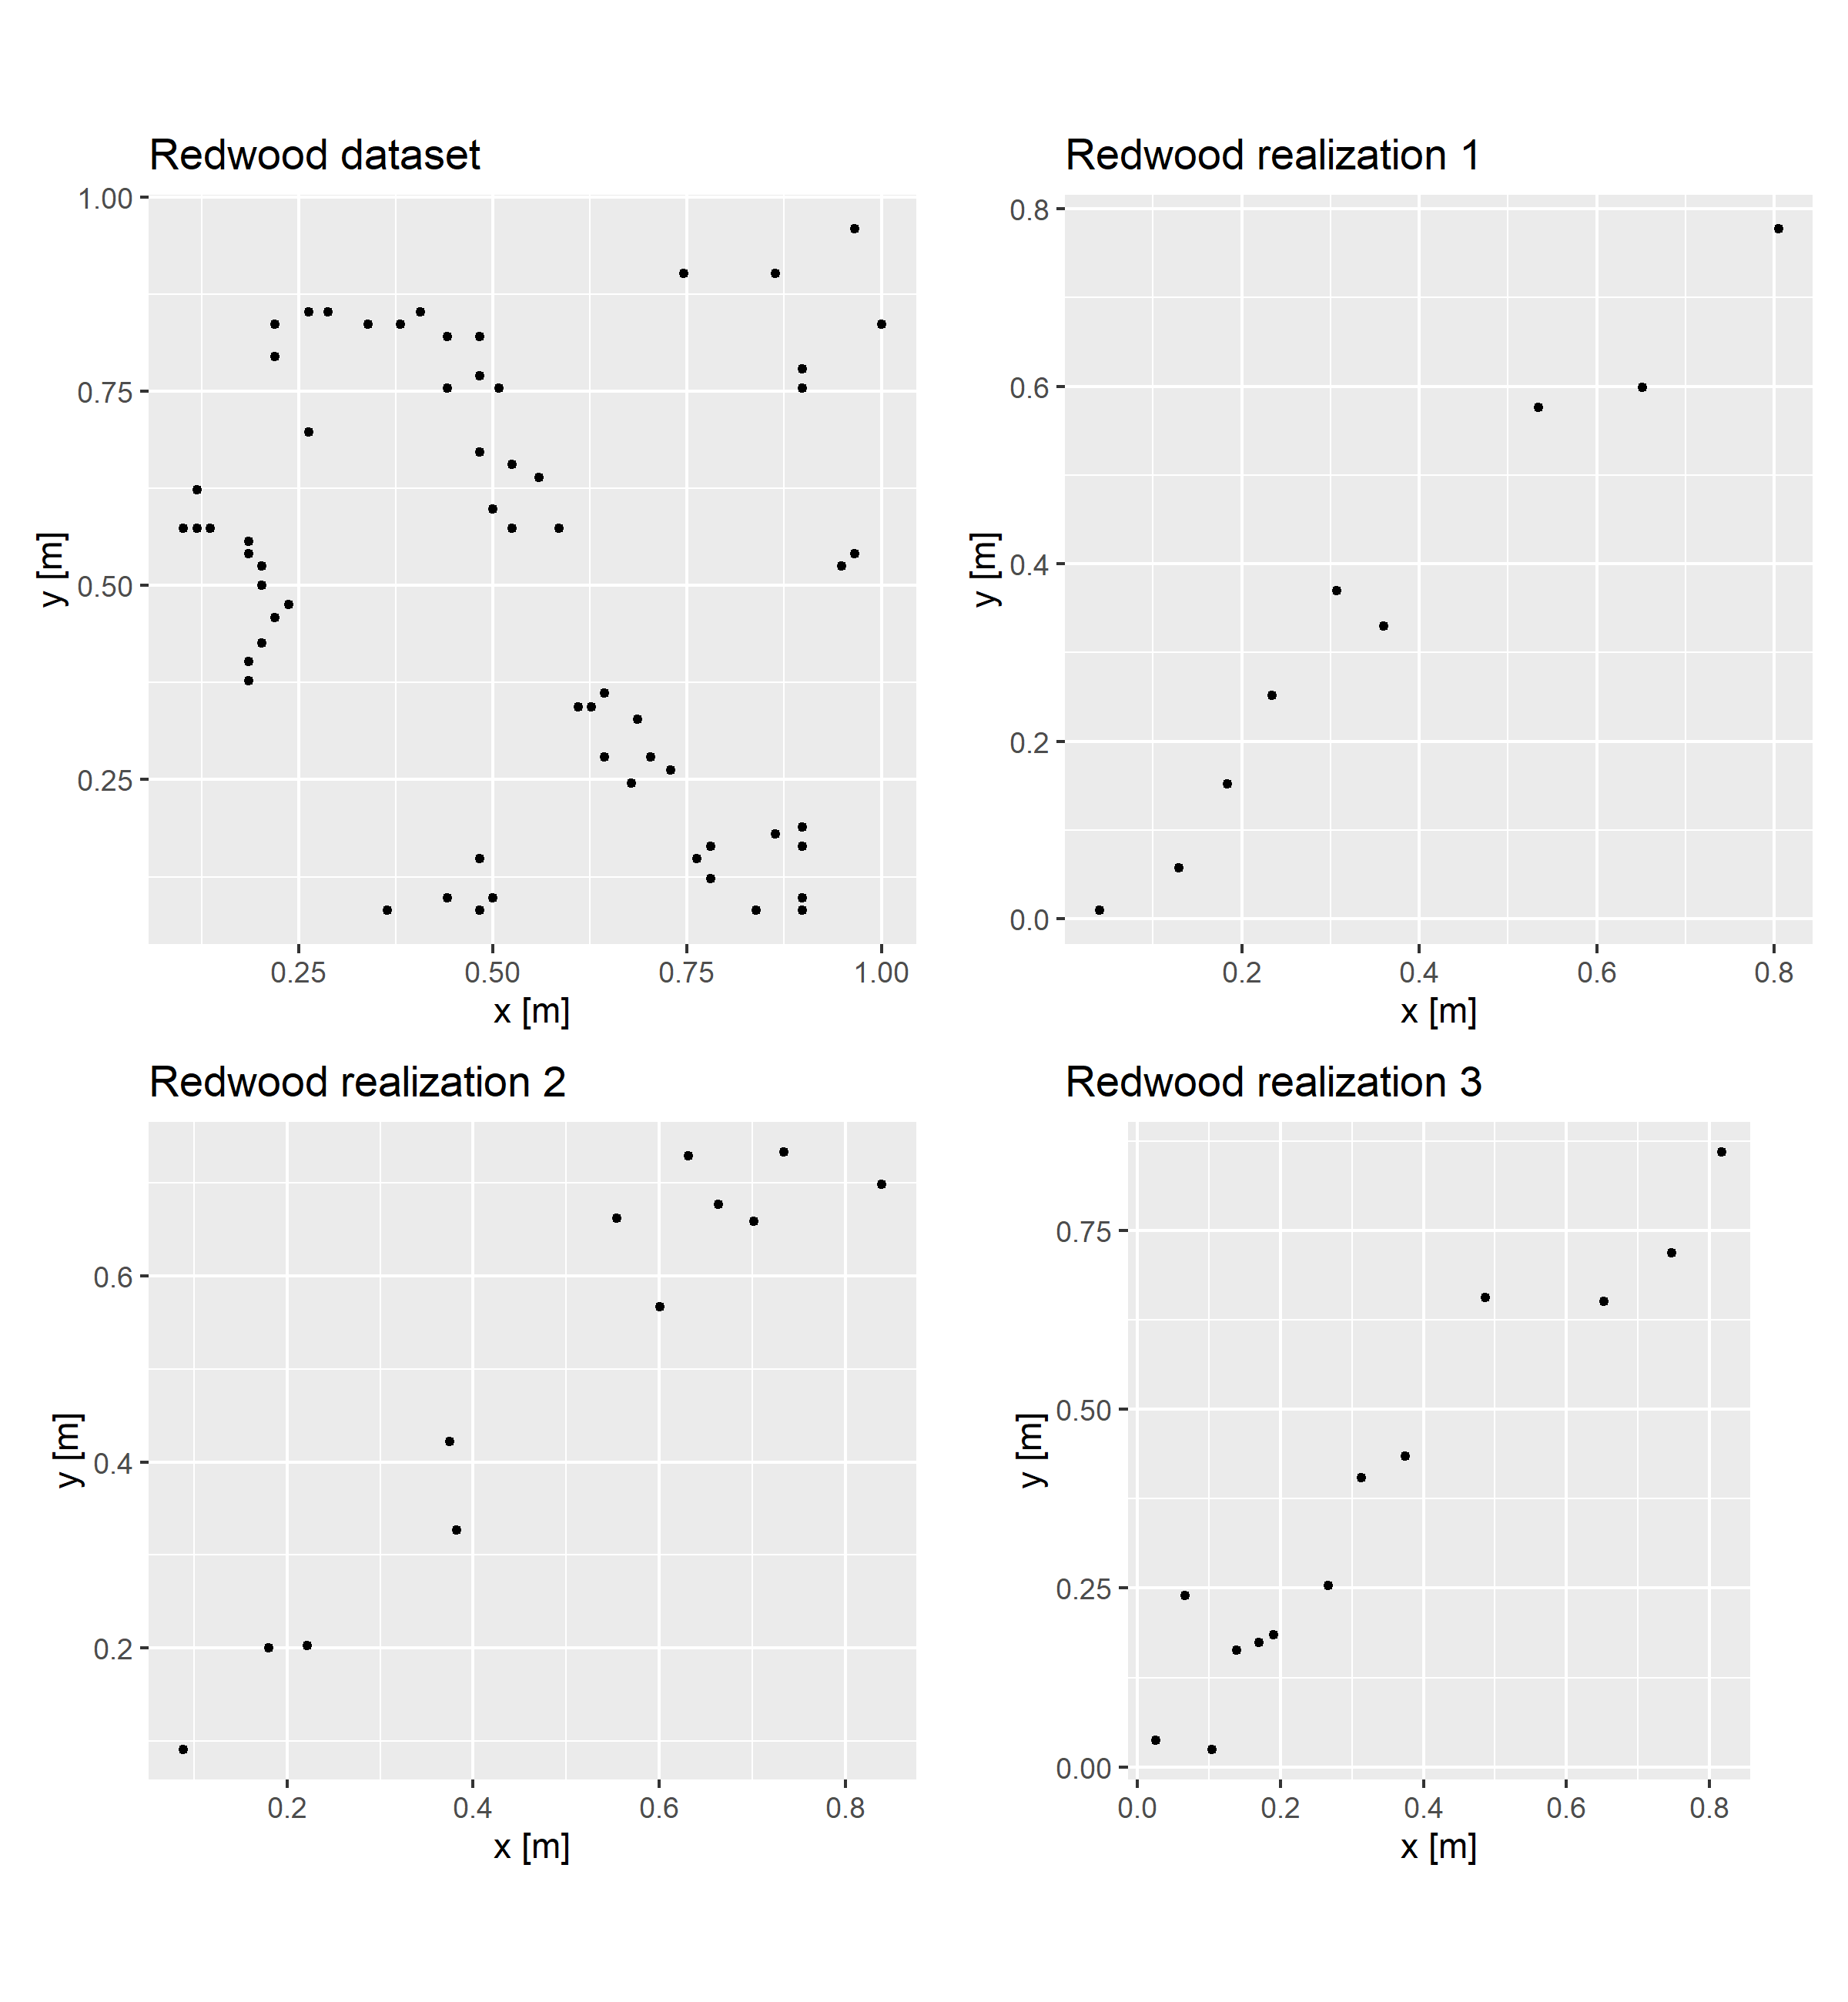 Redwood dataset
1.00
0.75
0.50
0.25
y [m]
0.25 0.50 0.75 1.00
x [m]
Redwood realization 1
0.8
0.6
0.4
0.2
0.0
y [m]
0.2 0.4 0.6 0.8
x [m]
Redwood realization 2
0.6
0.4
0.2
y [m]
0.2 0.4 0.6 0.8
x [m]
Redwood realization 3
0.75
0.50
0.25
0.00
y [m]
0.0 0.2 0.4 0.6 0.8
x [m]